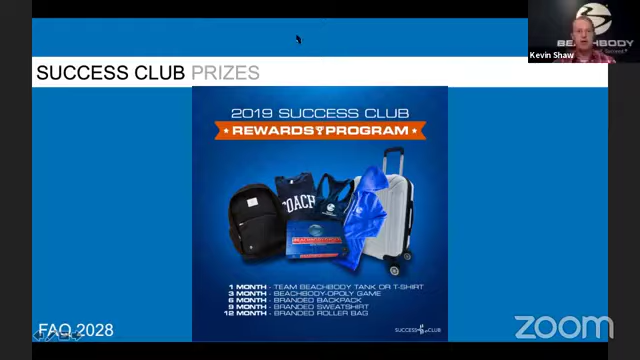 BEACHBODY
Kevin Shaw
SUCCESS CLUB PRIZES
2019 SUCCESS CLUB
REWARDS PROGRAM
COACH
1 MONTH - TEAM BEACHBODY TANK OR T-SHIRT
3 MONTH - BEACHBODY-OPOLY GAME
6 MONTH - BRANDED BACKPACK
9 MONTH - BRANDED SWEATSHIRT
12 MONTH - BRANDED ROLLER BAG
SUCCESS CLUB
FAQ 2028
zoom